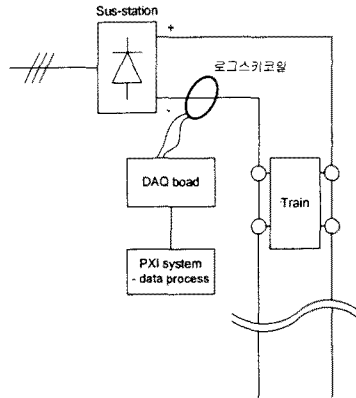 Sus-station
+
로그스키코일
-
DAQ boad
Train
PXI system
- data process